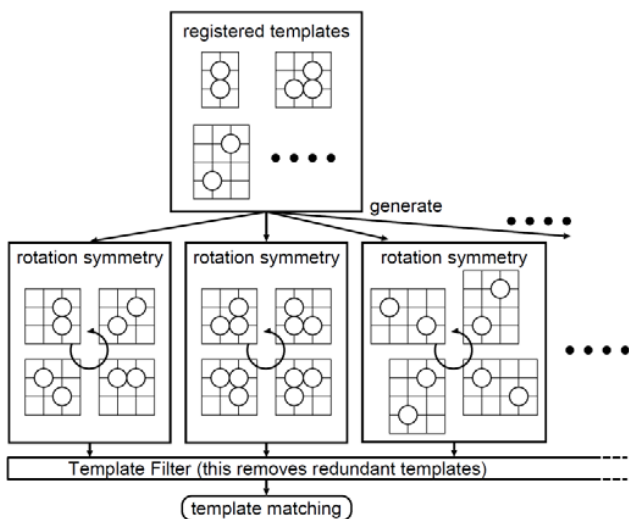 registered templates
generate
rotation symmetry
rotation symmetry
rotation symmetry
Template Filter (this removes redundant templates)
template matching